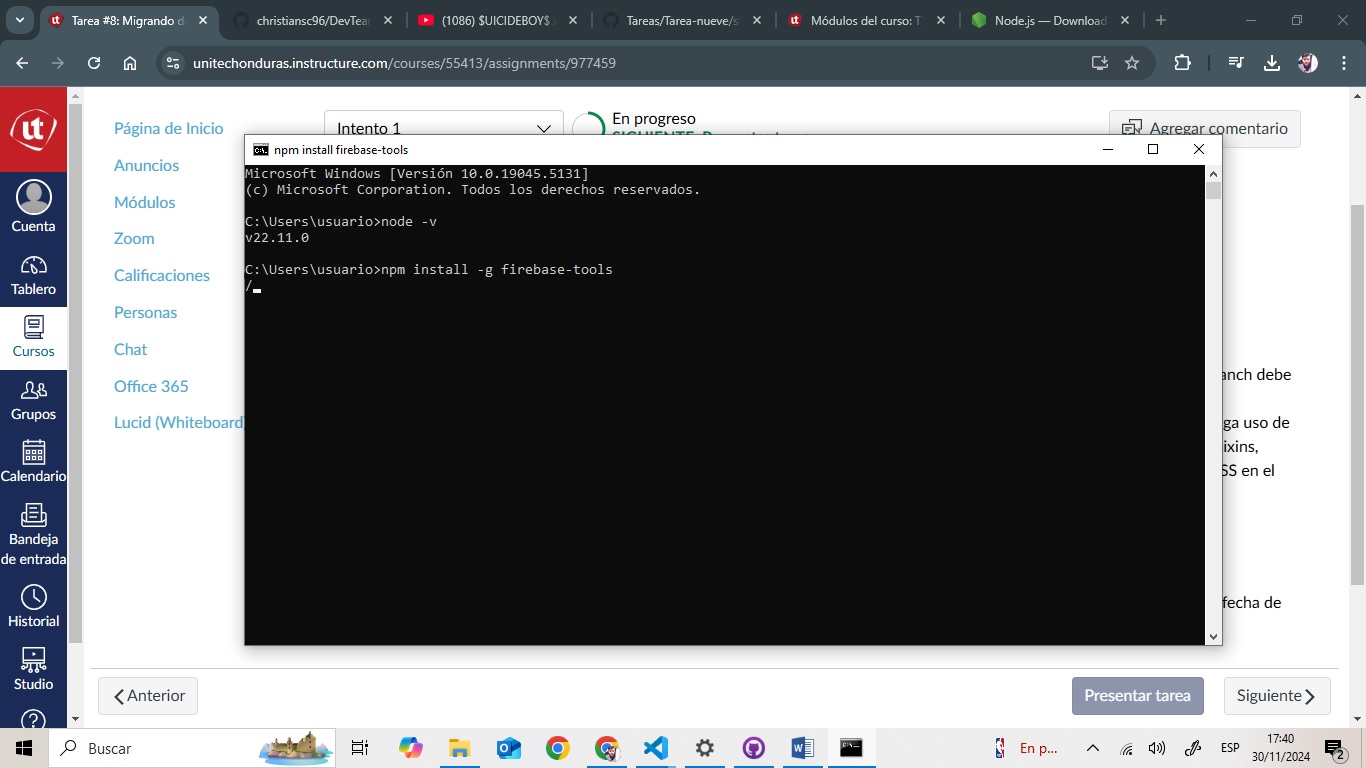 Tarea #8: Migrando d
christiansc96/DevTea
(1086) $UICIDEBOY$
Tareas/Tarea-nueve/s
Módulos del curso: T
Node.js — Download
unitechonduras.instructure.com/courses/55413/assignments/977459
ut
Cuenta
Tablero
Cursos
Grupos
Calendario
Bandeja
de entrada
Historial
Studio
Página de Inicio
Anuncios
Módulos
Zoom
Calificaciones
Personas
Chat
Office 365
Lucid (Whiteboard)
Intento 1
En progreso
Agregar comentario
npm install firebase-tools
Microsoft Windows [Versión 10.0.19045.5131]
(c) Microsoft Corporation. Todos los derechos reservados.
C:\Users\usuario>node -v
v22.11.0
C:\Users\usuario>npm install -g firebase-tools
/
anch debe
ga uso de
ixins,
SS en el
fecha de
Anterior
Presentar tarea
Siguiente
Buscar
En p...
ESP
17:40
30/11/2024
2